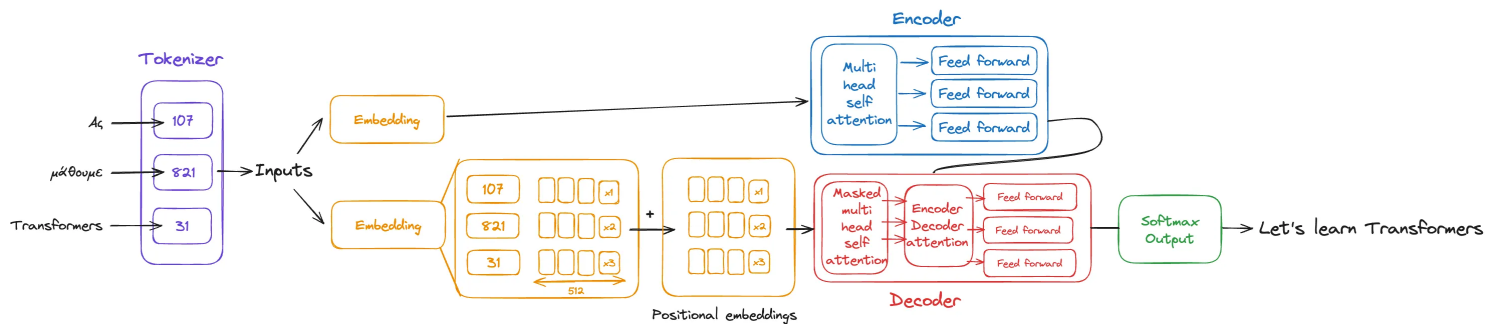 Tokenizer
Ας
107
μάθουμε
821
Transformers
31
Inputs
Embedding
Embedding
107
x1
821
x2
31
x3
512
+
x1
x2
x3
Positional embeddings
Encoder
Multi
head
self
attention
Feed forward
Feed forward
Feed forward
Masked
multi
head
self
attention
Encoder
Decoder
attention
Feed forward
Feed forward
Feed forward
Decoder
Softmax
Output
Let's learn Transformers